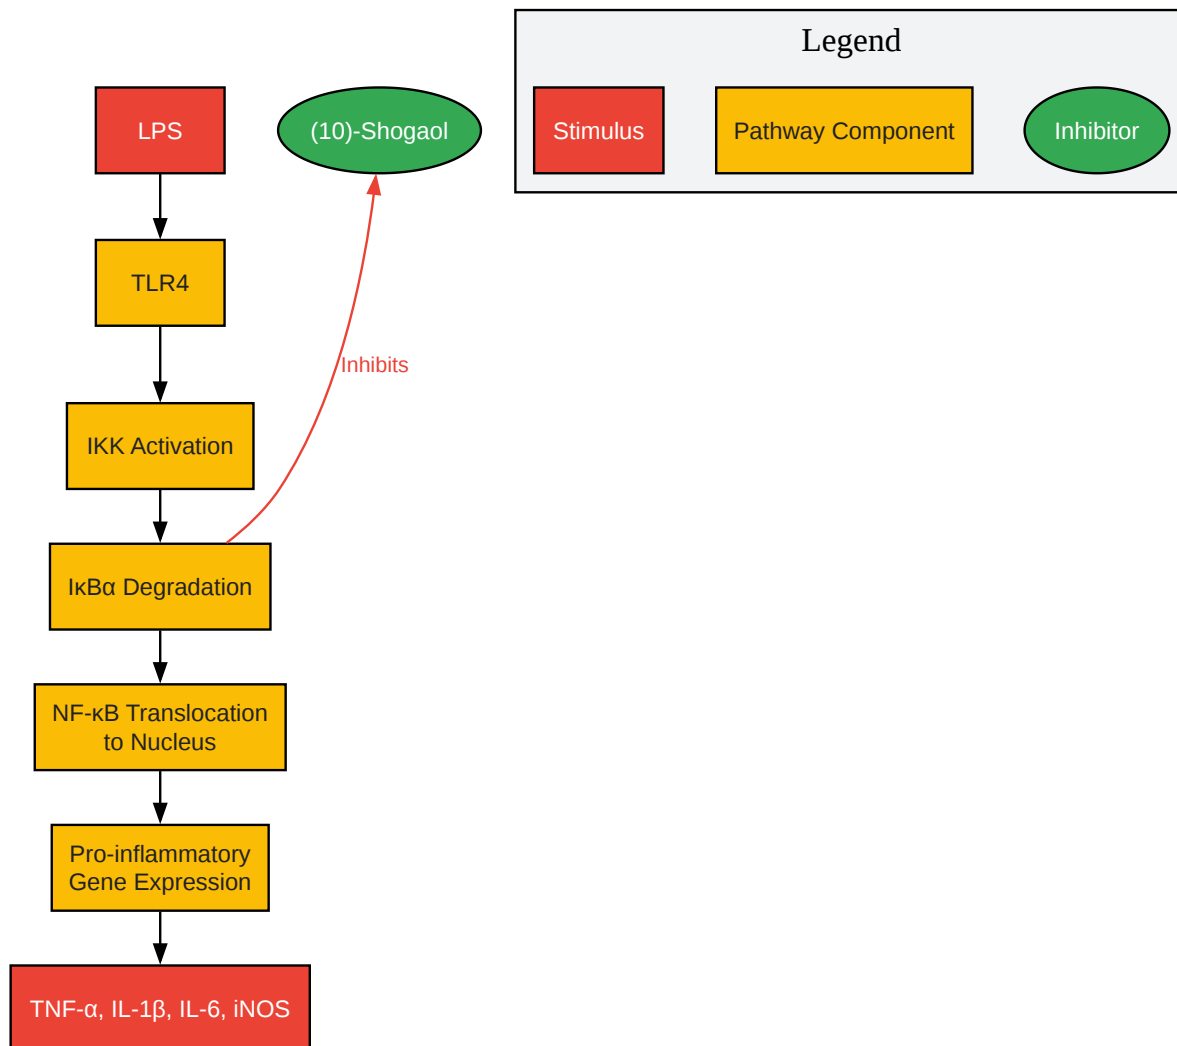 Legend
LPS
(10)-Shogaol
Stimulus
Pathway Component
Inhibitor
TLR4
Inhibits
IKK Activation
IκBα Degradation
NF-κB Translocation
to Nucleus
Pro-inflammatory
Gene Expression
TNF-α, IL-1β, IL-6, iNOS